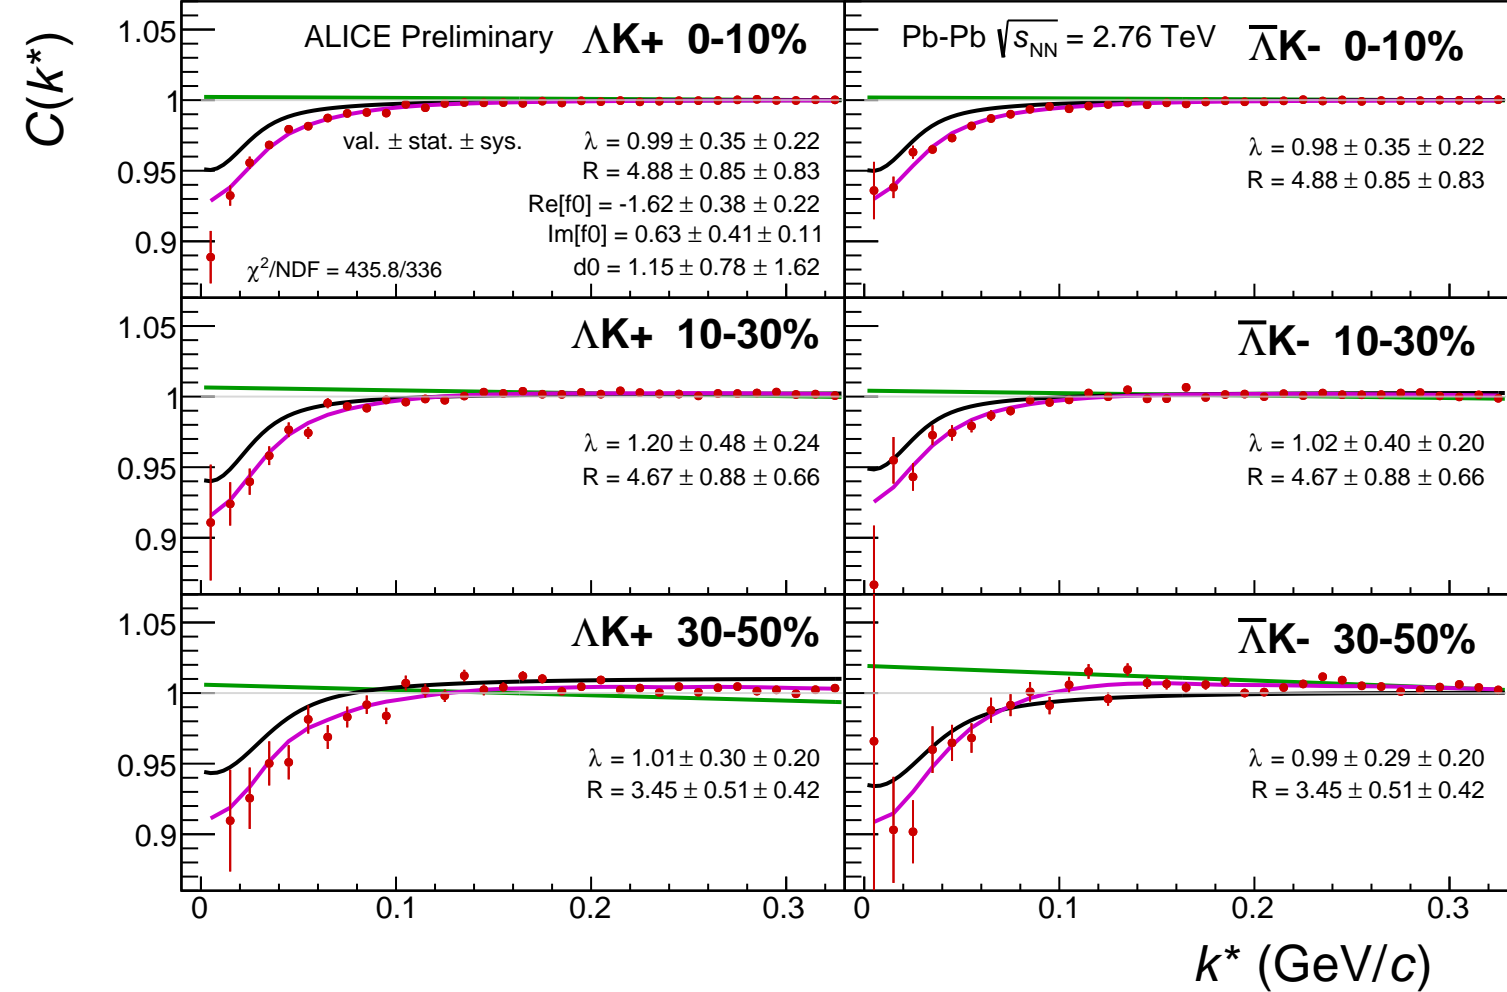 C(k*)
ALICE Preliminary ΛK+ 0-10%
1.05
1
0.95
0.9
val. ± stat. ± sys.
λ = 0.99 ± 0.35 ± 0.22
R = 4.88 ± 0.85 ± 0.83
Re[f0] = -1.62 ± 0.38 ± 0.22
Im[f0] = 0.63 ± 0.41 ± 0.11
d0 = 1.15 ± 0.78 ± 1.62
χ²/NDF = 435.8/336
Pb-Pb √s_NN = 2.76 TeV Λ̅K- 0-10%
λ = 0.98 ± 0.35 ± 0.22
R = 4.88 ± 0.85 ± 0.83
ΛK+ 10-30%
1.05
1
0.95
0.9
λ = 1.20 ± 0.48 ± 0.24
R = 4.67 ± 0.88 ± 0.66
Λ̅K- 10-30%
λ = 1.02 ± 0.40 ± 0.20
R = 4.67 ± 0.88 ± 0.66
ΛK+ 30-50%
1.05
1
0.95
0.9
λ = 1.01 ± 0.30 ± 0.20
R = 3.45 ± 0.51 ± 0.42
Λ̅K- 30-50%
λ = 0.99 ± 0.29 ± 0.20
R = 3.45 ± 0.51 ± 0.42
0 0.1 0.2 0.3
0 0.1 0.2 0.3
k* (GeV/c)